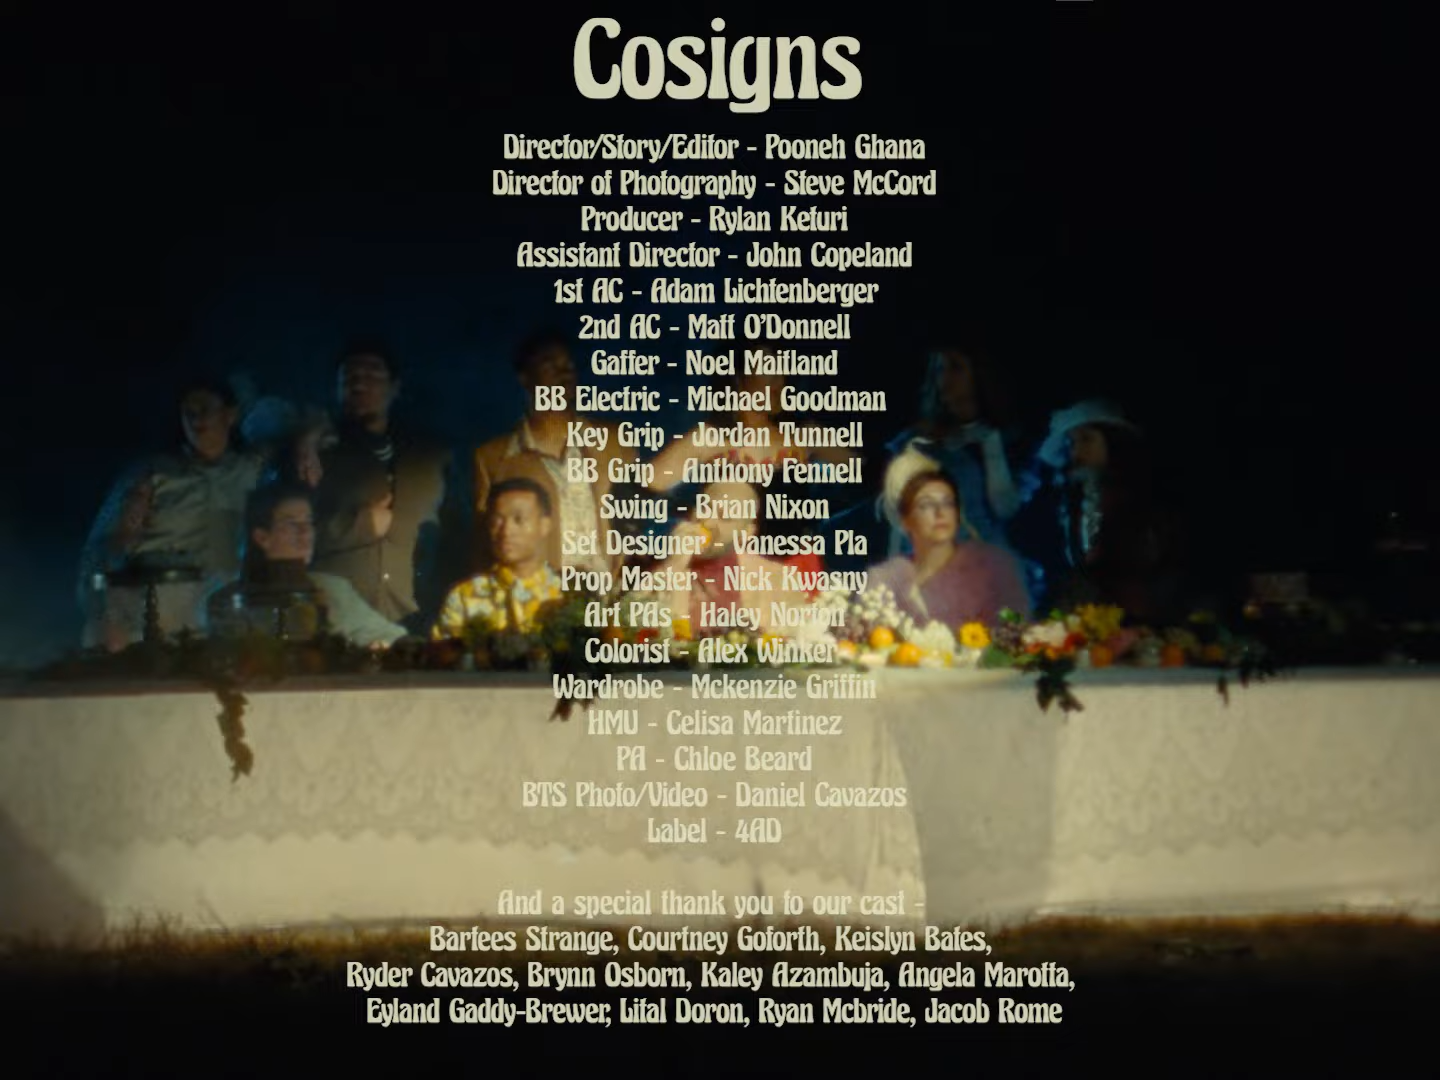 Cosigns
Director/Story/Editor - Pooneh Ghana
Director of Photography - Steve McCord
Producer - Rylan Keturi
Assistant Director - John Copeland
1st AC - Adam Lichtenberger
2nd AC - Matt O'Donnell
Gaffer - Noel Maitland
BB Electric - Michael Goodman
Key Grip - Jordan Tunnell
BB Grip - Anthony Fennell
Swing - Brian Nixon
Set Designer - Vanessa Pla
Prop Master - Nick Kwasny
Art PAs - Haley Norton
Colorist - Alex Winker
Wardrobe - Mckenzie Griffin
HMU - Celisa Martinez
PA - Chloe Beard
BTS Photo/Video - Daniel Cavazos
Label - 4AD
And a special thank you to our cast -
Bartees Strange, Courtney Goforth, Keislyn Bates,
Ryder Cavazos, Brynn Osborn, Kaley Azambuja, Angela Marotta,
Eyland Gaddy-Brewer, Lital Doron, Ryan Mcbride, Jacob Rome